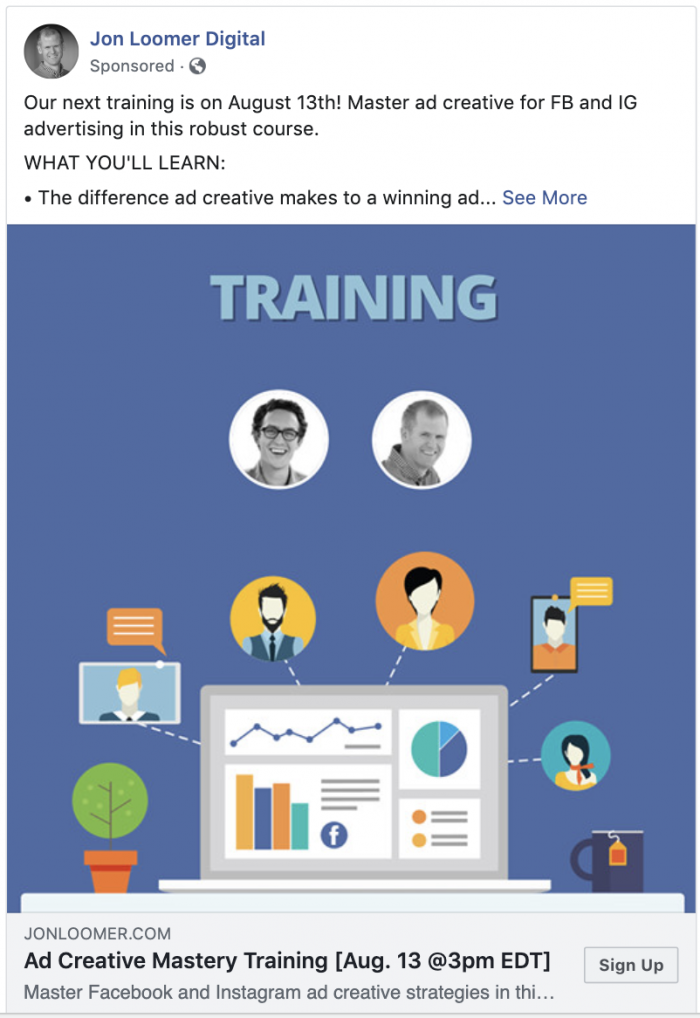 Jon Loomer Digital
Sponsored ·
Our next training is on August 13th! Master ad creative for FB and IG
advertising in this robust course.
WHAT YOU'LL LEARN:
• The difference ad creative makes to a winning ad... See More
TRAINING
f
JONLOOMER.COM
Ad Creative Mastery Training [Aug. 13 @3pm EDT]
Sign Up
Master Facebook and Instagram ad creative strategies in thi...